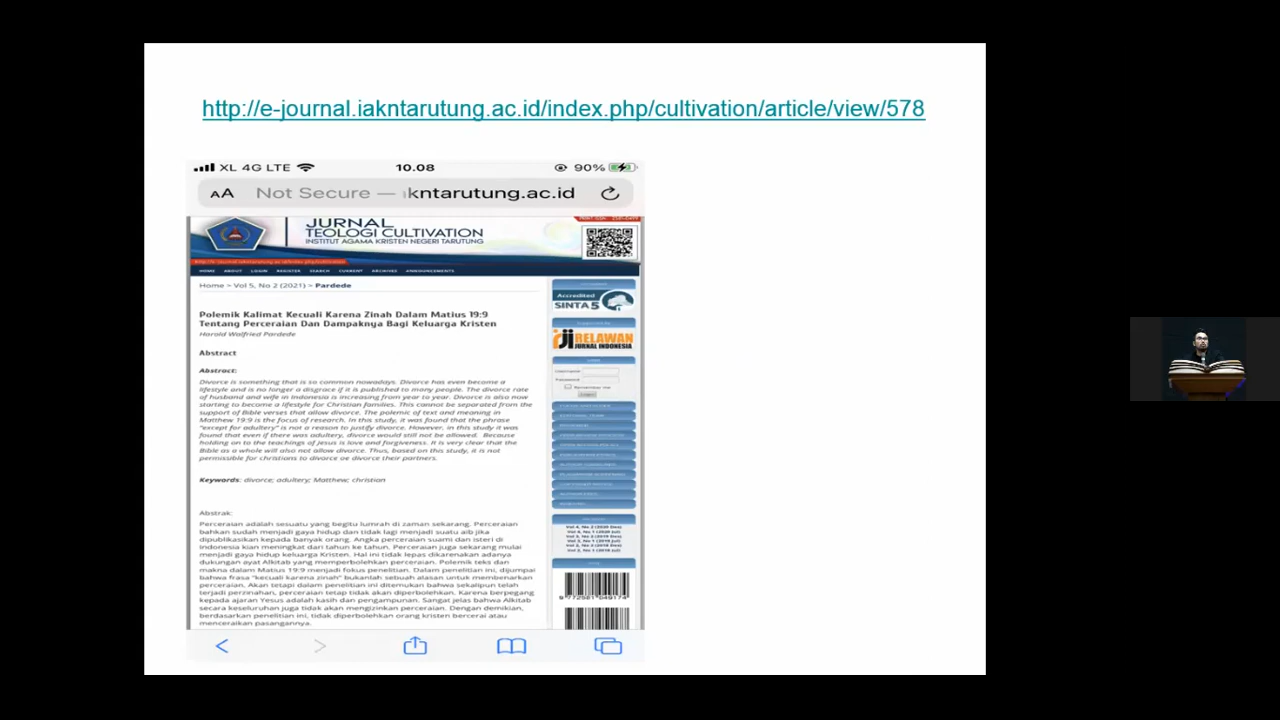 http://e-journal.iakntarutung.ac.id/index.php/cultivation/article/view/578
XL 4G LTE 10.08 90%
AA Not Secure — kntarutung.ac.id
JURNAL
TEOLOGI CULTIVATION
INSTITUT AGAMA KRISTEN NEGERI TARUTUNG
HOME ABOUT LOGIN REGISTER SEARCH CURRENT ARCHIVES ANNOUNCEMENTS
Home > Vol 5, No 2 (2021) > Pardede
Polemik Kalimat Kecuali Karena Zinah Dalam Matius 19:9
Tentang Perceraian Dan Dampaknya Bagi Keluarga Kristen
Harold Walfried Pardede
Abstract
Abstract:
Divorce is something that is so common nowadays. Divorce has even become a
lifestyle and is no longer a disgrace if it is published to many people. The divorce rate
of husband and wife in Indonesia is increasing from year to year. Divorce is also now
starting to become a lifestyle for Christian families. This cannot be separated from the
support of Bible verses that allow divorce. The polemic of text and meaning in
Matthew 19:9 is the focus of research. In this study, it was found that the phrase
"except for adultery" is not a reason to justify divorce. However, in this study it was
found that even if there was adultery, divorce would still not be allowed. Because
holding on to the teachings of Jesus is love and forgiveness. It is very clear that the
Bible as a whole will also not allow divorce. Thus, based on this study, it is not
permissible for christians to divorce oe divorce their partners.
Keywords: divorce; adultery; Matthew; christian
Abstrak:
Perceraian adalah sesuatu yang begitu lumrah di zaman sekarang. Perceraian
bahkan sudah menjadi gaya hidup dan tidak lagi menjadi suatu aib jika
dipublikasikan kepada banyak orang. Angka perceraian suami dan isteri di
Indonesia kian meningkat dari tahun ke tahun. Perceraian juga sekarang mulai
menjadi gaya hidup keluarga Kristen. Hal ini tidak lepas dikarenakan adanya
dukungan ayat Alkitab yang memperbolehkan perceraian. Polemik teks dan
makna dalam Matius 19:9 menjadi fokus penelitian. Dalam penelitian ini, dijumpai
bahwa frasa "kecuali karena zinah" bukanlah sebuah alasan untuk membenarkan
perceraian. Akan tetapi dalam penelitian ini ditemukan bahwa sekalipun telah
terjadi perzinahan, perceraian tetap tidak diperbolehkan. Karena berpegang
kepada ajaran Yesus adalah kasih dan pengampunan. Sangat jelas bahwa Alkitab
secara keseluruhan juga tidak akan mengizinkan perceraian. Dengan demikian,
berdasarkan penelitian ini, tidak diperbolehkan orang kristen bercerai atau
menceraikan pasangannya.
Accredited
SINTA 5
RELAWAN
JURNAL INDONESIA
Username
Password
Remember me
Login